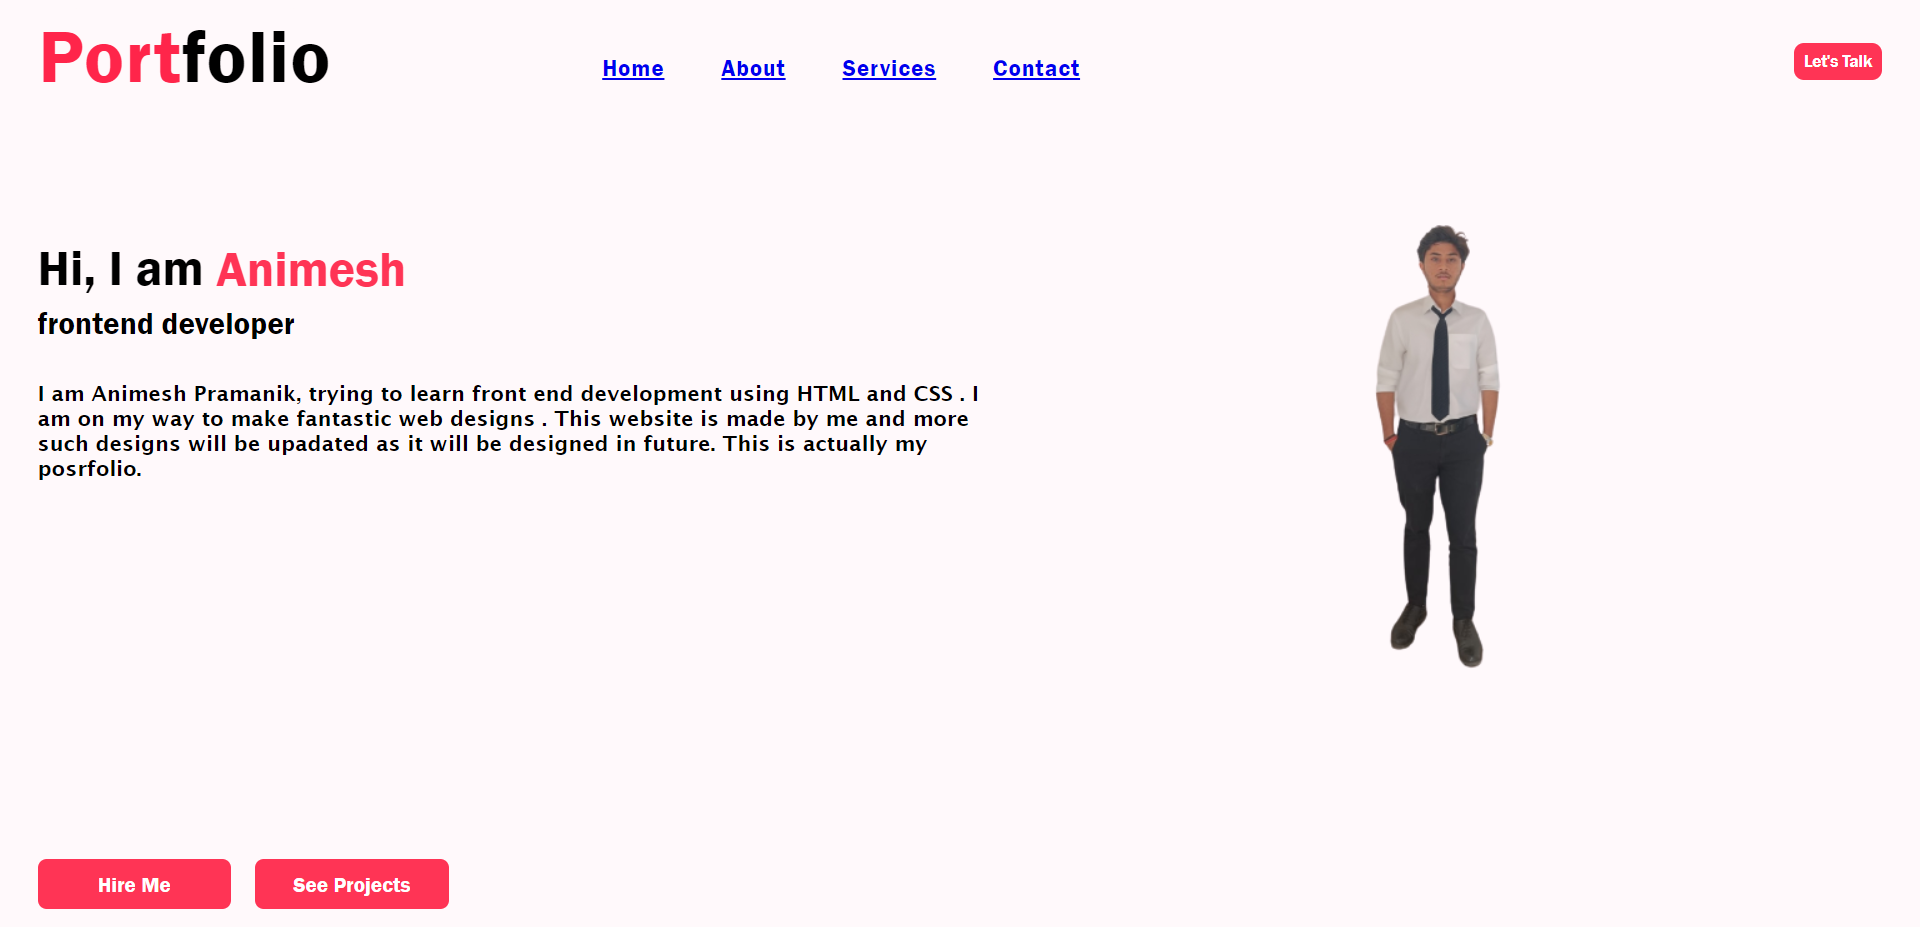 Portfolio
Home About Services Contact
Let's Talk
Hi, I am Animesh
frontend developer
I am Animesh Pramanik, trying to learn front end development using HTML and CSS . I
am on my way to make fantastic web designs . This website is made by me and more
such designs will be upadated as it will be designed in future. This is actually my
posrfolio.
Hire Me See Projects